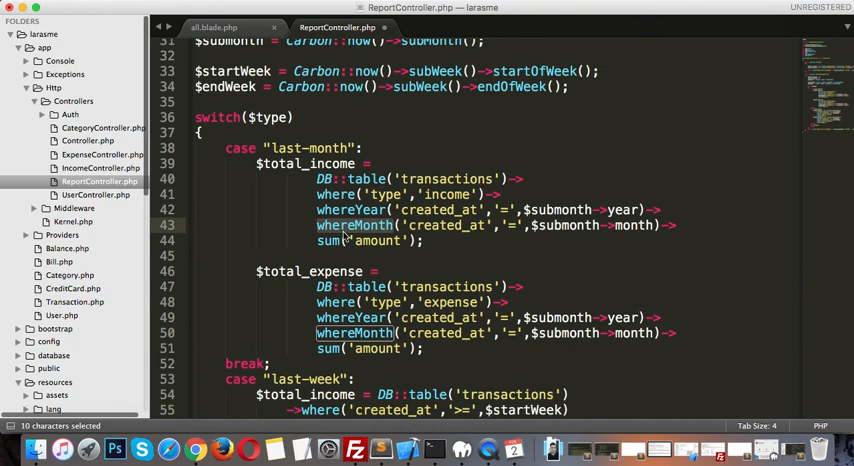 ReportController.php — larasme
UNREGISTERED
FOLDERS
larasme
app
Console
Exceptions
Http
Controllers
Auth
CategoryController.php
Controller.php
ExpenseController.php
IncomeController.php
ReportController.php
UserController.php
Middleware
Kernel.php
Providers
Balance.php
Bill.php
Category.php
CreditCard.php
Transaction.php
User.php
bootstrap
config
database
public
resources
assets
lang
all.blade.php
ReportController.php
31 $submonth = Carbon::now()->subMonth();
32
33 $startWeek = Carbon::now()->subWeek()->startOfWeek();
34 $endWeek = Carbon::now()->subWeek()->endOfWeek();
35
36 switch($type)
37 {
38 case "last-month":
39 $total_income =
40 DB::table('transactions')->
41 where('type','income')->
42 whereYear('created_at','=',$submonth->year)->
43 whereMonth('created_at','=',$submonth->month)->
44 sum('amount');
45
46 $total_expense =
47 DB::table('transactions')->
48 where('type','expense')->
49 whereYear('created_at','=',$submonth->year)->
50 whereMonth('created_at','=',$submonth->month)->
51 sum('amount');
52 break;
53 case "last-week":
54 $total_income = DB::table('transactions')
55 ->where('created_at','>=',$startWeek)
10 characters selected
Tab Size: 4
PHP